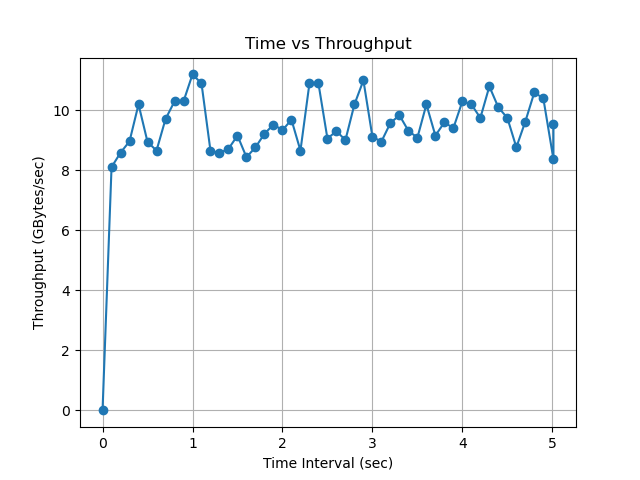 Time vs Throughput
Throughput (GBytes/sec)
10
8
6
4
2
0
0 1 2 3 4 5
Time Interval (sec)